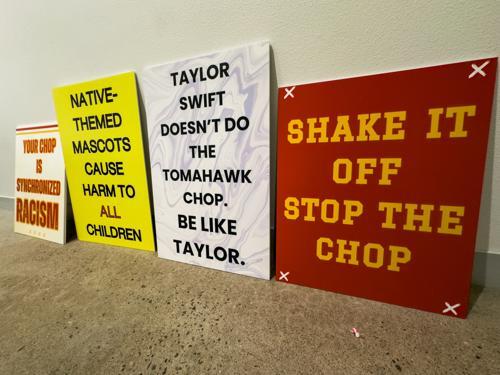 YOUR CHOP
IS
SYNCHRONIZED
RACISM
NATIVE-
THEMED
MASCOTS
CAUSE
HARM TO
ALL
CHILDREN
TAYLOR
SWIFT
DOESN'T DO
THE
TOMAHAWK
CHOP.
BE LIKE
TAYLOR.
SHAKE IT
OFF
STOP THE
CHOP